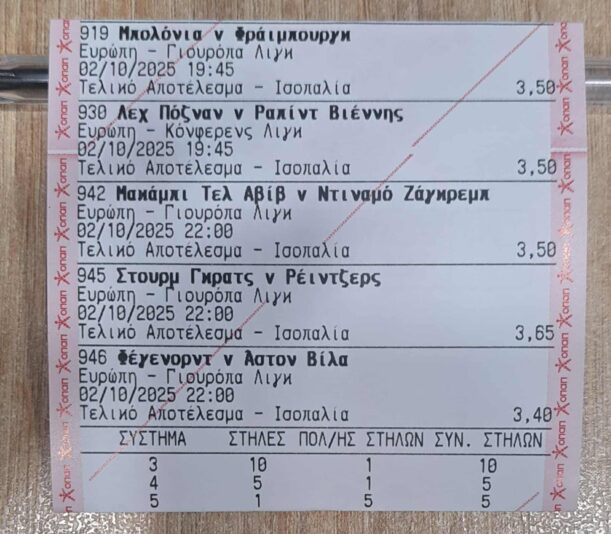 919 Μπολόνια v Φράιμπουργκ
Ευρώπη - Γιουρόπα Λιγκ
02/10/2025 19:45
Τελικό Αποτέλεσμα - Ισοπαλία 3,50
930 Λεχ Πόζναν v Ραπίντ Βιέννης
Ευρώπη - Κόνφερενς Λιγκ
02/10/2025 19:45
Τελικό Αποτέλεσμα - Ισοπαλία 3,50
942 Μακάμπι Τελ Αβίβ v Ντιναμό Ζάγκρεμπ
Ευρώπη - Γιουρόπα Λιγκ
02/10/2025 22:00
Τελικό Αποτέλεσμα - Ισοπαλία 3,50
945 Στουρμ Γκρατς v Ρέιντζερς
Ευρώπη - Γιουρόπα Λιγκ
02/10/2025 22:00
Τελικό Αποτέλεσμα - Ισοπαλία 3,65
946 Φέγενορντ v Άστον Βίλα
Ευρώπη - Γιουρόπα Λιγκ
02/10/2025 22:00
Τελικό Αποτέλεσμα - Ισοπαλία 3,40
ΣΥΣΤΗΜΑ ΣΤΗΛΕΣ ΠΟΛ/ΗΣ ΣΤΗΛΩΝ ΣΥΝ. ΣΤΗΛΩΝ
3 10 1 10
4 5 1 5
5 1 5 5
οπαπ